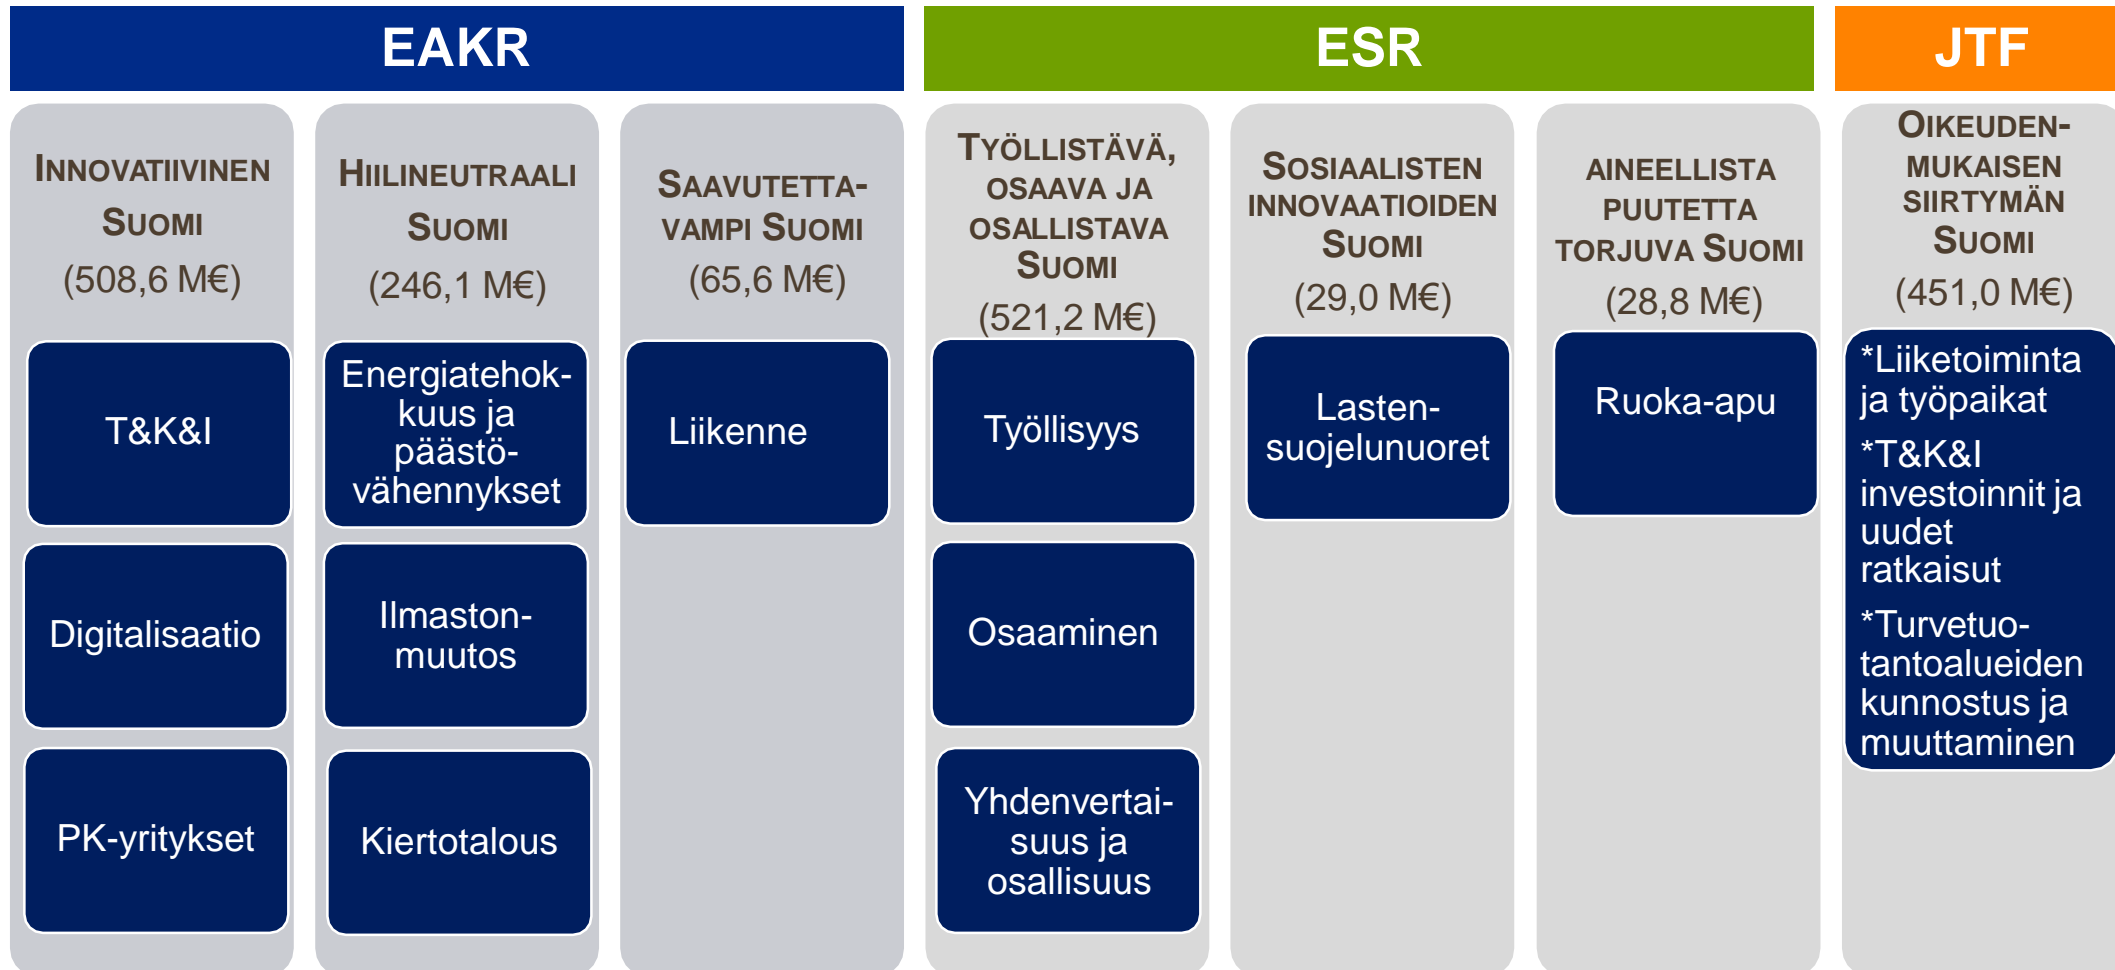 EAKR
INNOVATIIVINEN
SUOMI
(508,6 M€)
T&K&I
Digitalisaatio
PK-yritykset
HIILINEUTRAALI
SUOMI
(246,1 M€)
Energiatehok-
kuus ja
päästö-
vähennykset
Ilmaston-
muutos
Kiertotalous
SAAVUTETTA-
VAMPI SUOMI
(65,6 M€)
Liikenne
ESR
TYÖLLISTÄVÄ,
OSAAVA JA
OSALLISTAVA
SUOMI
(521,2 M€)
Työllisyys
Osaaminen
Yhdenvertai-
suus ja
osallisuus
SOSIAALISTEN
INNOVAATIOIDEN
SUOMI
(29,0 M€)
Lasten-
suojelunuoret
AINEELLISTA
PUUTETTA
TORJUVA SUOMI
(28,8 M€)
Ruoka-apu
JTF
OIKEUDEN-
MUKAISEN
SIIRTYMÄN
SUOMI
(451,0 M€)
*Liiketoiminta
ja työpaikat
*T&K&I
investoinnit ja
uudet
ratkaisut
*Turvetuo-
tantoalueiden
kunnostus ja
muuttaminen